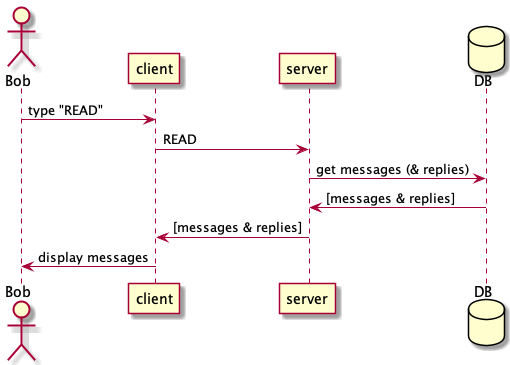 Bob
client
server
DB
type "READ"
READ
get messages (& replies)
[messages & replies]
[messages & replies]
display messages
Bob
client
server
DB